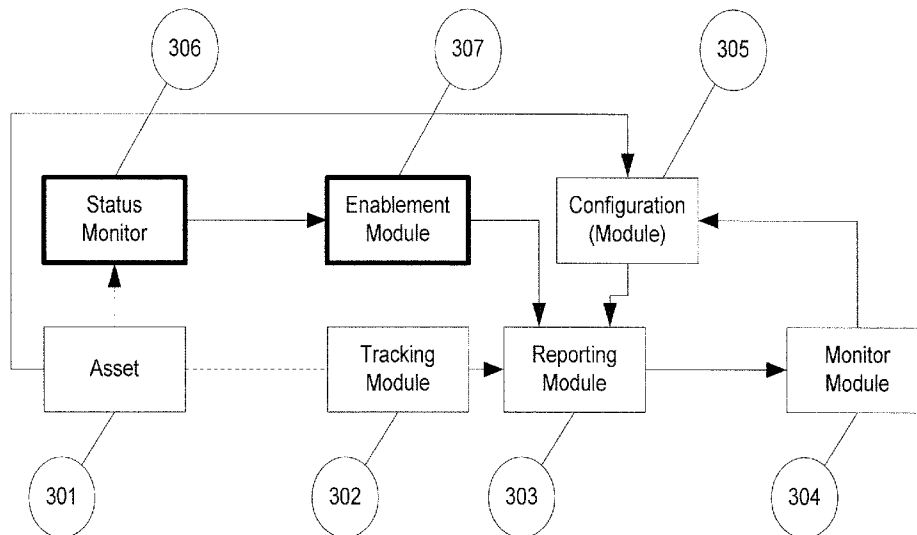 306
307
305
Status
Monitor
Enablement
Module
Configuration
(Module)
Asset
Tracking
Module
Reporting
Module
Monitor
Module
301
302
303
304